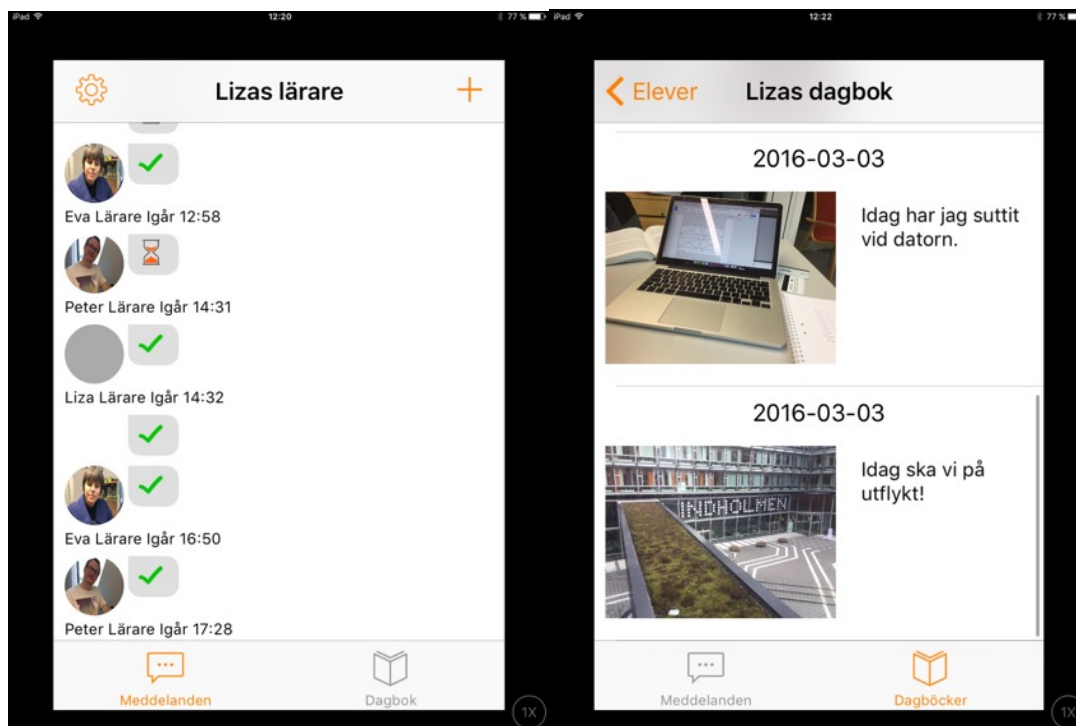 iPad 12:20 77 %
Lizas lärare
Eva Lärare Igår 12:58
Peter Lärare Igår 14:31
Liza Lärare Igår 14:32
Eva Lärare Igår 16:50
Peter Lärare Igår 17:28
Meddelanden Dagbok
1X
iPad 12:22 77 %
Elever Lizas dagbok
2016-03-03
Idag har jag suttit
vid datorn.
2016-03-03
INDHOLMEN
Idag ska vi på
utflykt!
Meddelanden Dagböcker
1X